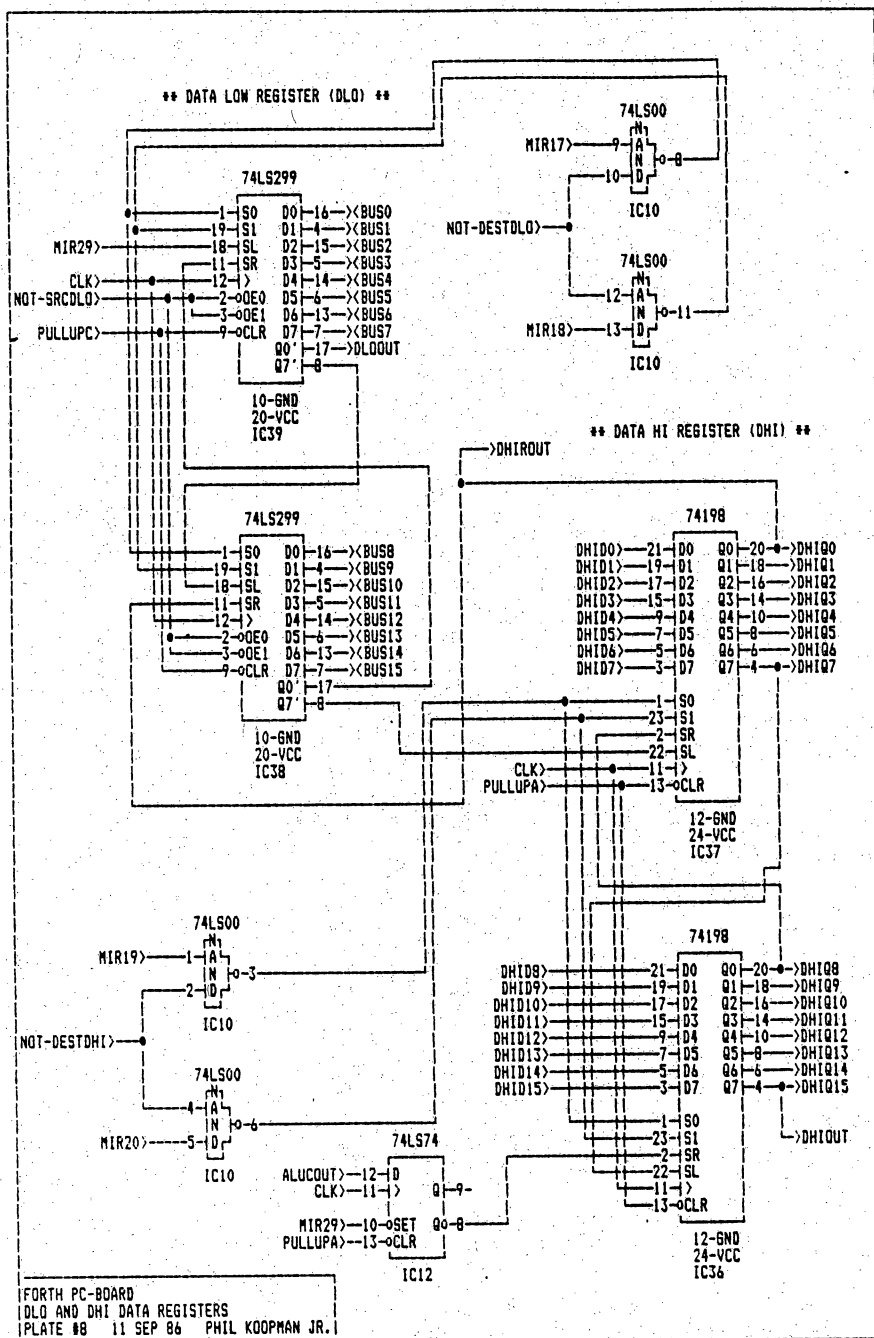 ** DATA LOW REGISTER (DLO) **
74LS00
MIR17>—9—A N —8
N
10—D
IC10
NOT-DESTDLO>
74LS00
N
12—A
N —11
MIR18>—13—D
IC10
74LS299
1 S0 D0 16 ><BUS0
19 S1 D1 4 ><BUS1
MIR29> 18 SL D2 15 ><BUS2
11 SR D3 5 ><BUS3
CLK> 12 > D4 14 ><BUS4
NOT-SRCDLO> 2 OE0 D5 6 ><BUS5
3 OE1 D6 13 ><BUS6
PULLUPC> 9 CLR D7 7 ><BUS7
Q0' 17 >DLOOUT
Q7' 8
10-GND
20-VCC
IC39
** DATA HI REGISTER (DHI) **
>DHIROUT
74LS299
1 S0 D0 16 ><BUS8
19 S1 D1 4 ><BUS9
18 SL D2 15 ><BUS10
11 SR D3 5 ><BUS11
12 > D4 14 ><BUS12
2 OE0 D5 6 ><BUS13
3 OE1 D6 13 ><BUS14
9 CLR D7 7 ><BUS15
Q0' 17
Q7' 8
10-GND
20-VCC
IC38
74198
DHID0> 21 D0 Q0 20 >DHIQ0
DHID1> 19 D1 Q1 18 >DHIQ1
DHID2> 17 D2 Q2 16 >DHIQ2
DHID3> 15 D3 Q3 14 >DHIQ3
DHID4> 9 D4 Q4 10 >DHIQ4
DHID5> 7 D5 Q5 8 >DHIQ5
DHID6> 5 D6 Q6 6 >DHIQ6
DHID7> 3 D7 Q7 4 >DHIQ7
1 S0
23 S1
2 SR
22 SL
CLK> 11 >
PULLUPA> 13 CLR
12-GND
24-VCC
IC37
74LS00
N
MIR19> 1 A
N 3
2 D
IC10
NOT-DESTDHI>
74LS00
N
4 A
N 6
MIR20> 5 D
IC10
74198
DHID8> 21 D0 Q0 20 >DHIQ8
DHID9> 19 D1 Q1 18 >DHIQ9
DHID10> 17 D2 Q2 16 >DHIQ10
DHID11> 15 D3 Q3 14 >DHIQ11
DHID12> 9 D4 Q4 10 >DHIQ12
DHID13> 7 D5 Q5 8 >DHIQ13
DHID14> 5 D6 Q6 6 >DHIQ14
DHID15> 3 D7 Q7 4 >DHIQ15
1 S0
23 S1
2 SR
22 SL
11 >
13 CLR
>DHIOUT
12-GND
24-VCC
IC36
74LS74
ALUCOUT> 12 D
CLK> 11 > Q 9
MIR29> 10 SET Q 8
PULLUPA> 13 CLR
IC12
FORTH PC-BOARD
DLO AND DHI DATA REGISTERS
PLATE #8 11 SEP 86 PHIL KOOPMAN JR.